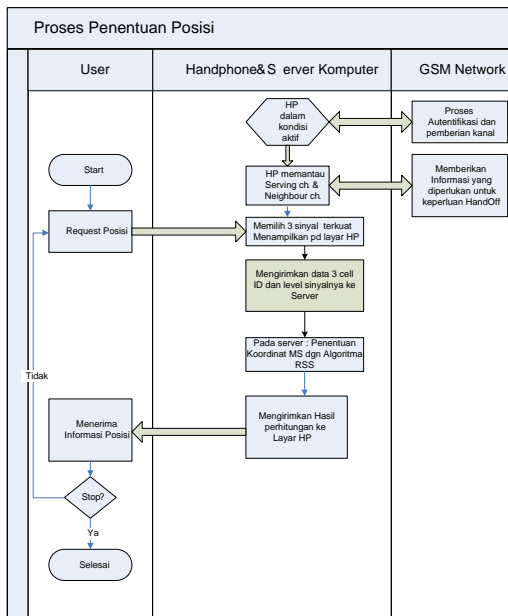 Proses Penentuan Posisi
User
Handphone&S erver Komputer
GSM Network
HP
dalam
kondisi
aktif
Proses
Autentifikasi dan
pemberian kanal
Start
HP memantau
Serving ch. &
Neighbour ch.
Memberikan
Informasi yang
diperlukan untuk
keperluan HandOff
Request Posisi
Memilih 3 sinyal terkuat
Menampilkan pd layar HP
Mengirimkan data 3 cell
ID dan level sinyalnya ke
Server
Pada server : Penentuan
Koordinat MS dgn Algoritma
RSS
Tidak
Menerima
Informasi Posisi
Mengirimkan Hasil
perhitungan ke
Layar HP
Stop?
Ya
Selesai